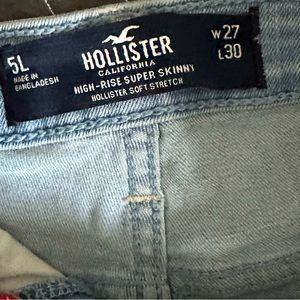 5L
MADE IN
BANGLADESH
HOLLISTER
CALIFORNIA
HIGH-RISE SUPER SKINNY
HOLLISTER SOFT STRETCH
W27
L30